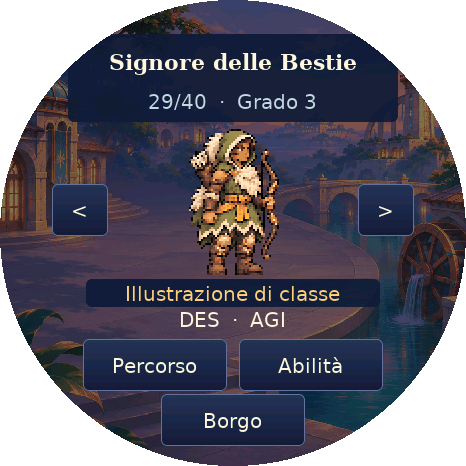 Signore delle Bestie
29/40 · Grado 3
< >
Illustrazione di classe
DES · AGI
Percorso Abilità
Borgo